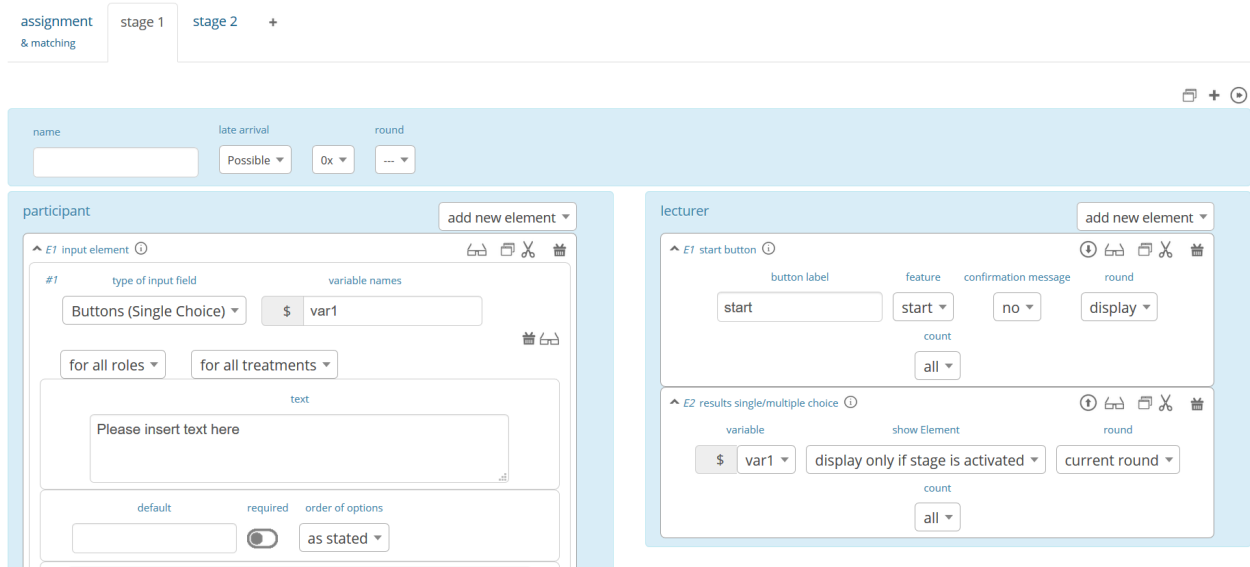 assignment stage 1 stage 2 +
& matching
name late arrival round
Possible 0x ---
participant
add new element
E1 input element
#1 type of input field variable names
Buttons (Single Choice) $ var1
for all roles for all treatments
text
Please insert text here
default required order of options
as stated
lecturer
add new element
E1 start button
button label feature confirmation message round
start start no display
count
all
E2 results single/multiple choice
variable show Element round
$ var1 display only if stage is activated current round
count
all